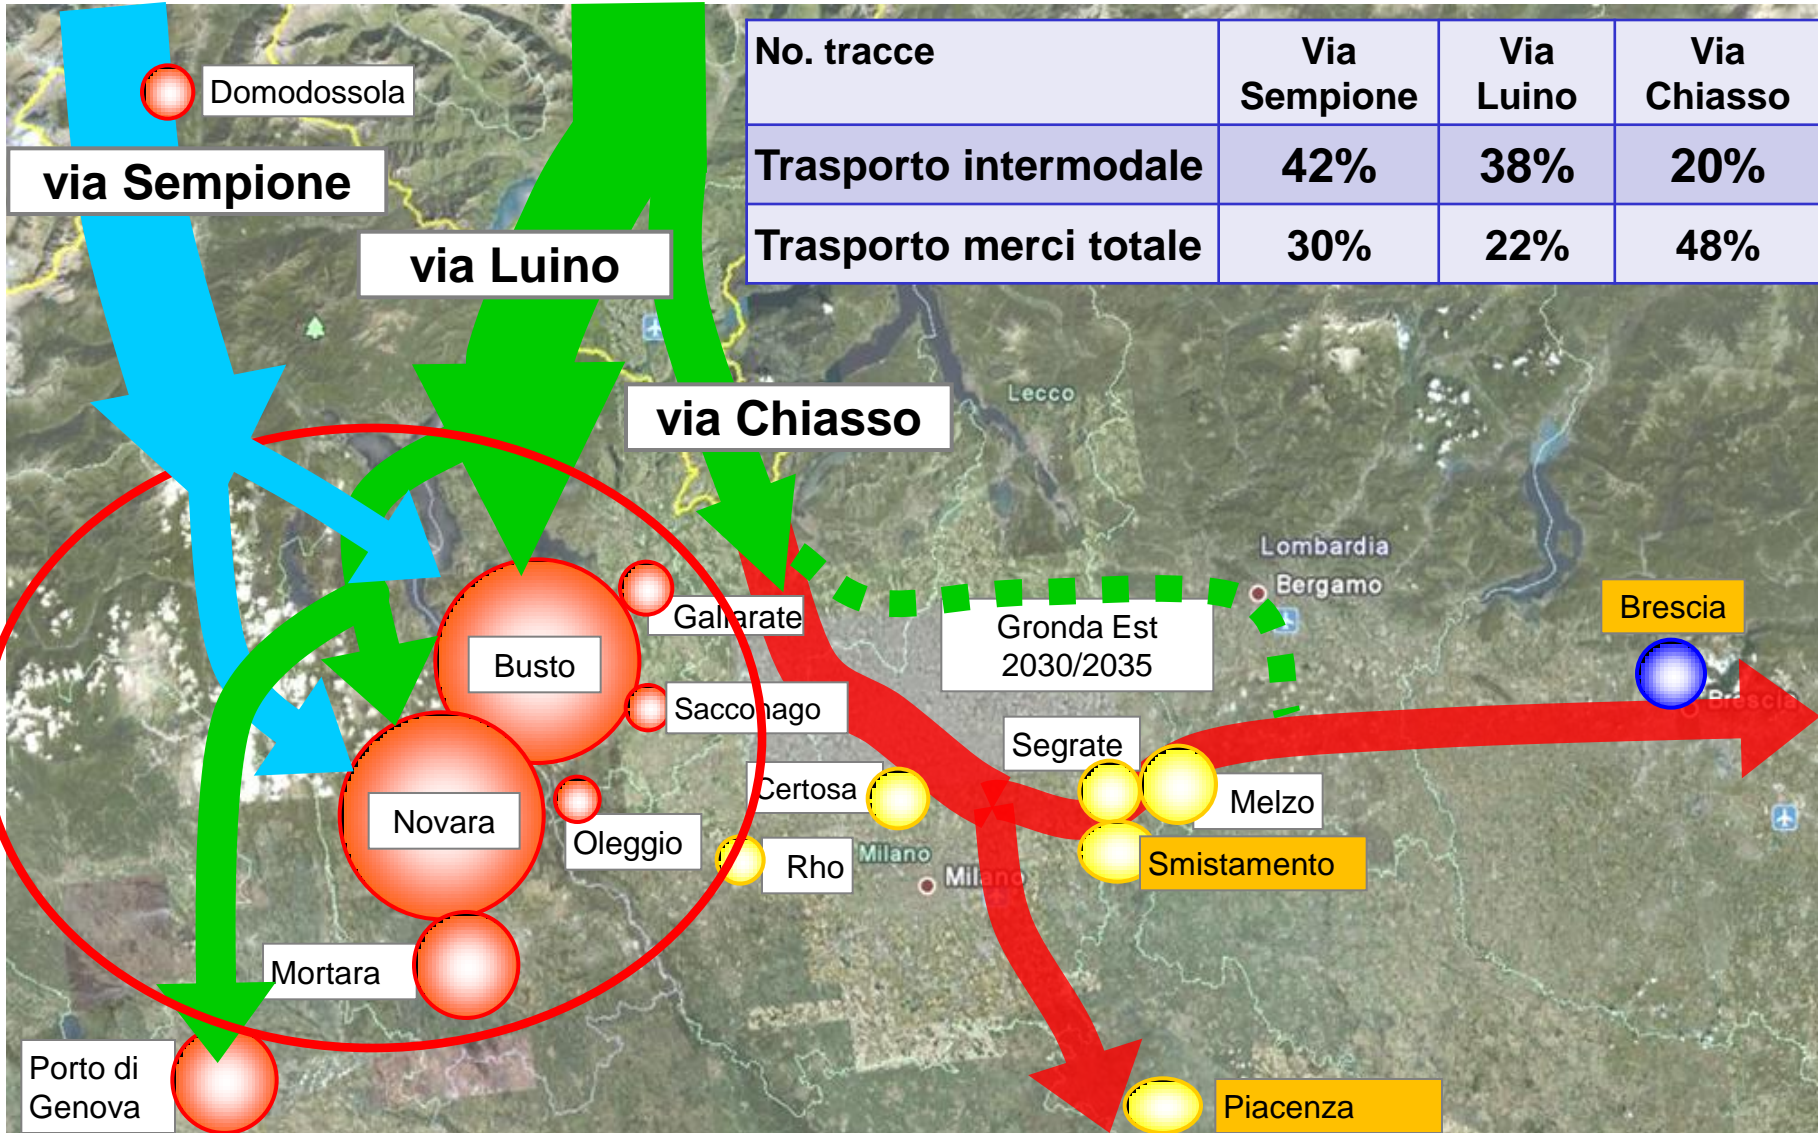 No. tracce
Via Sempione
Via Luino
Via Chiasso
Trasporto intermodale 42% 38% 20%
Trasporto merci totale 30% 22% 48%
Domodossola
via Sempione
via Luino
via Chiasso
Lecco
Lombardia
Bergamo
Brescia
Brescia
Gallarate
Gronda Est
2030/2035
Busto
Sacconago
Segrate
Certosa
Melzo
Novara
Oleggio
Rho
Milano
Milano
Smistamento
Mortara
Porto di
Genova
Piacenza